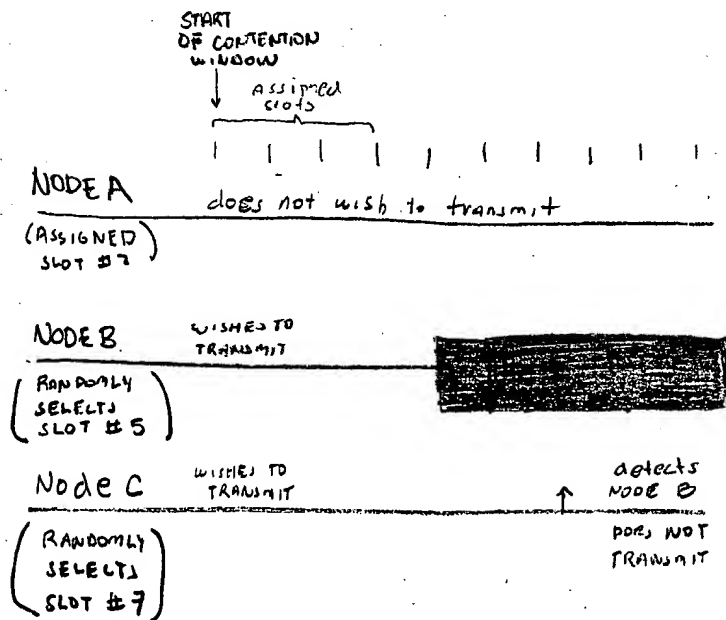 START
OF CONTENTION
WINDOW
Assigned
slots
NODE A
does not wish to transmit
(ASSIGNED
SLOT #2)
NODE B
WISHES TO
TRANSMIT
(RANDOMLY
SELECTS
SLOT #5)
Node C
WISHES TO
TRANSMIT
detects
NODE B
DOES NOT
TRANSMIT
(RANDOMLY
SELECTS
SLOT #7)